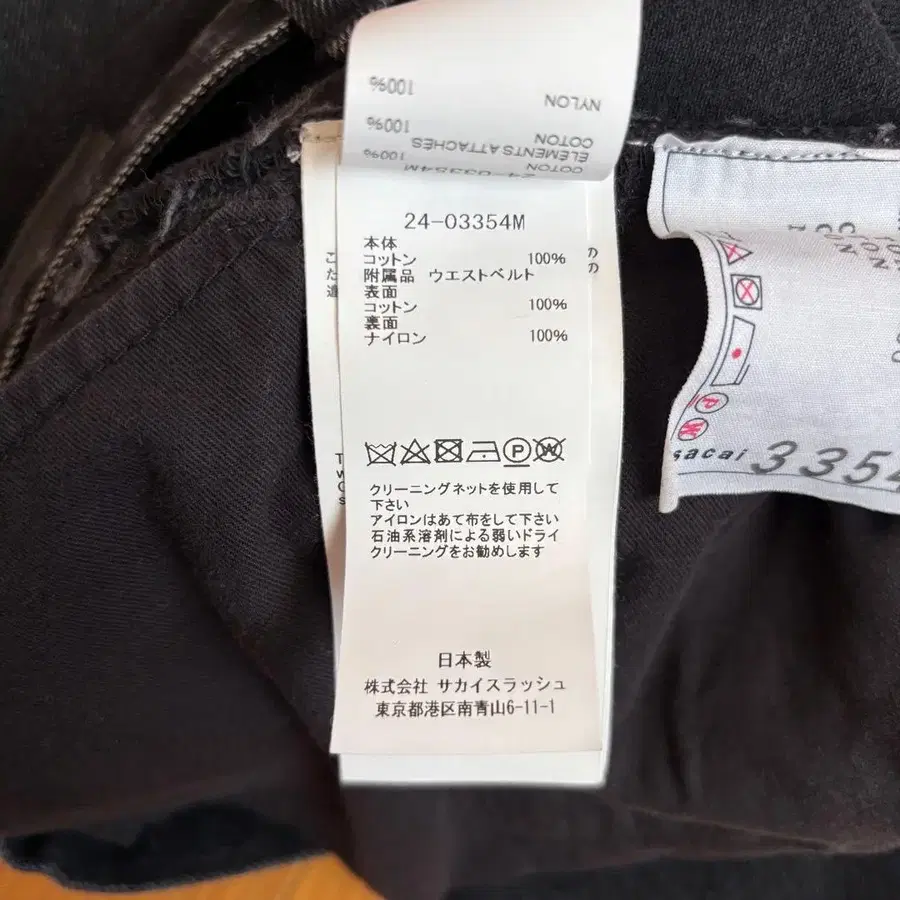 100% NYLON
100% COTTON
ELEMENTS ATTACHES
100% COTTON
24-03354M
24-03354M
本体
コットン 100%
附属品 ウエストベルト
表面
コットン 100%
裏面
ナイロン 100%
クリーニングネットを使用して
下さい
アイロンはあて布をして下さい
石油系溶剤による弱いドライ
クリーニングをお勧めします
日本製
株式会社 サカイスラッシュ
東京都港区南青山6-11-1
sacai 3354